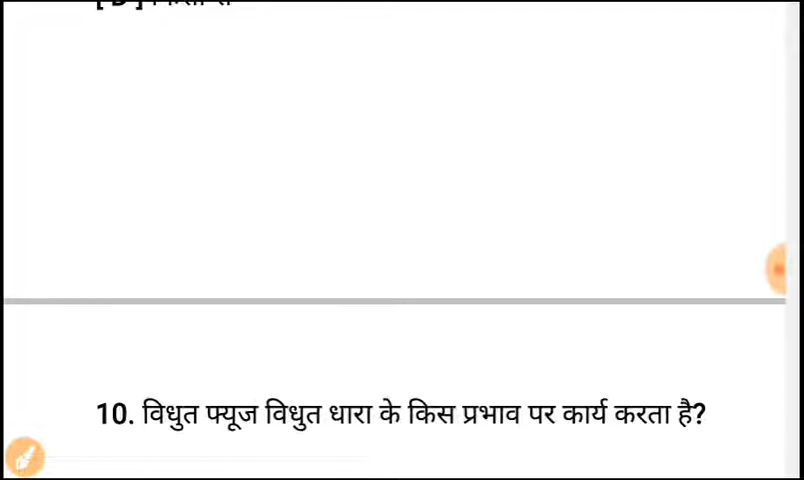 10. विधुत फ्यूज विधुत धारा के किस प्रभाव पर कार्य करता है?